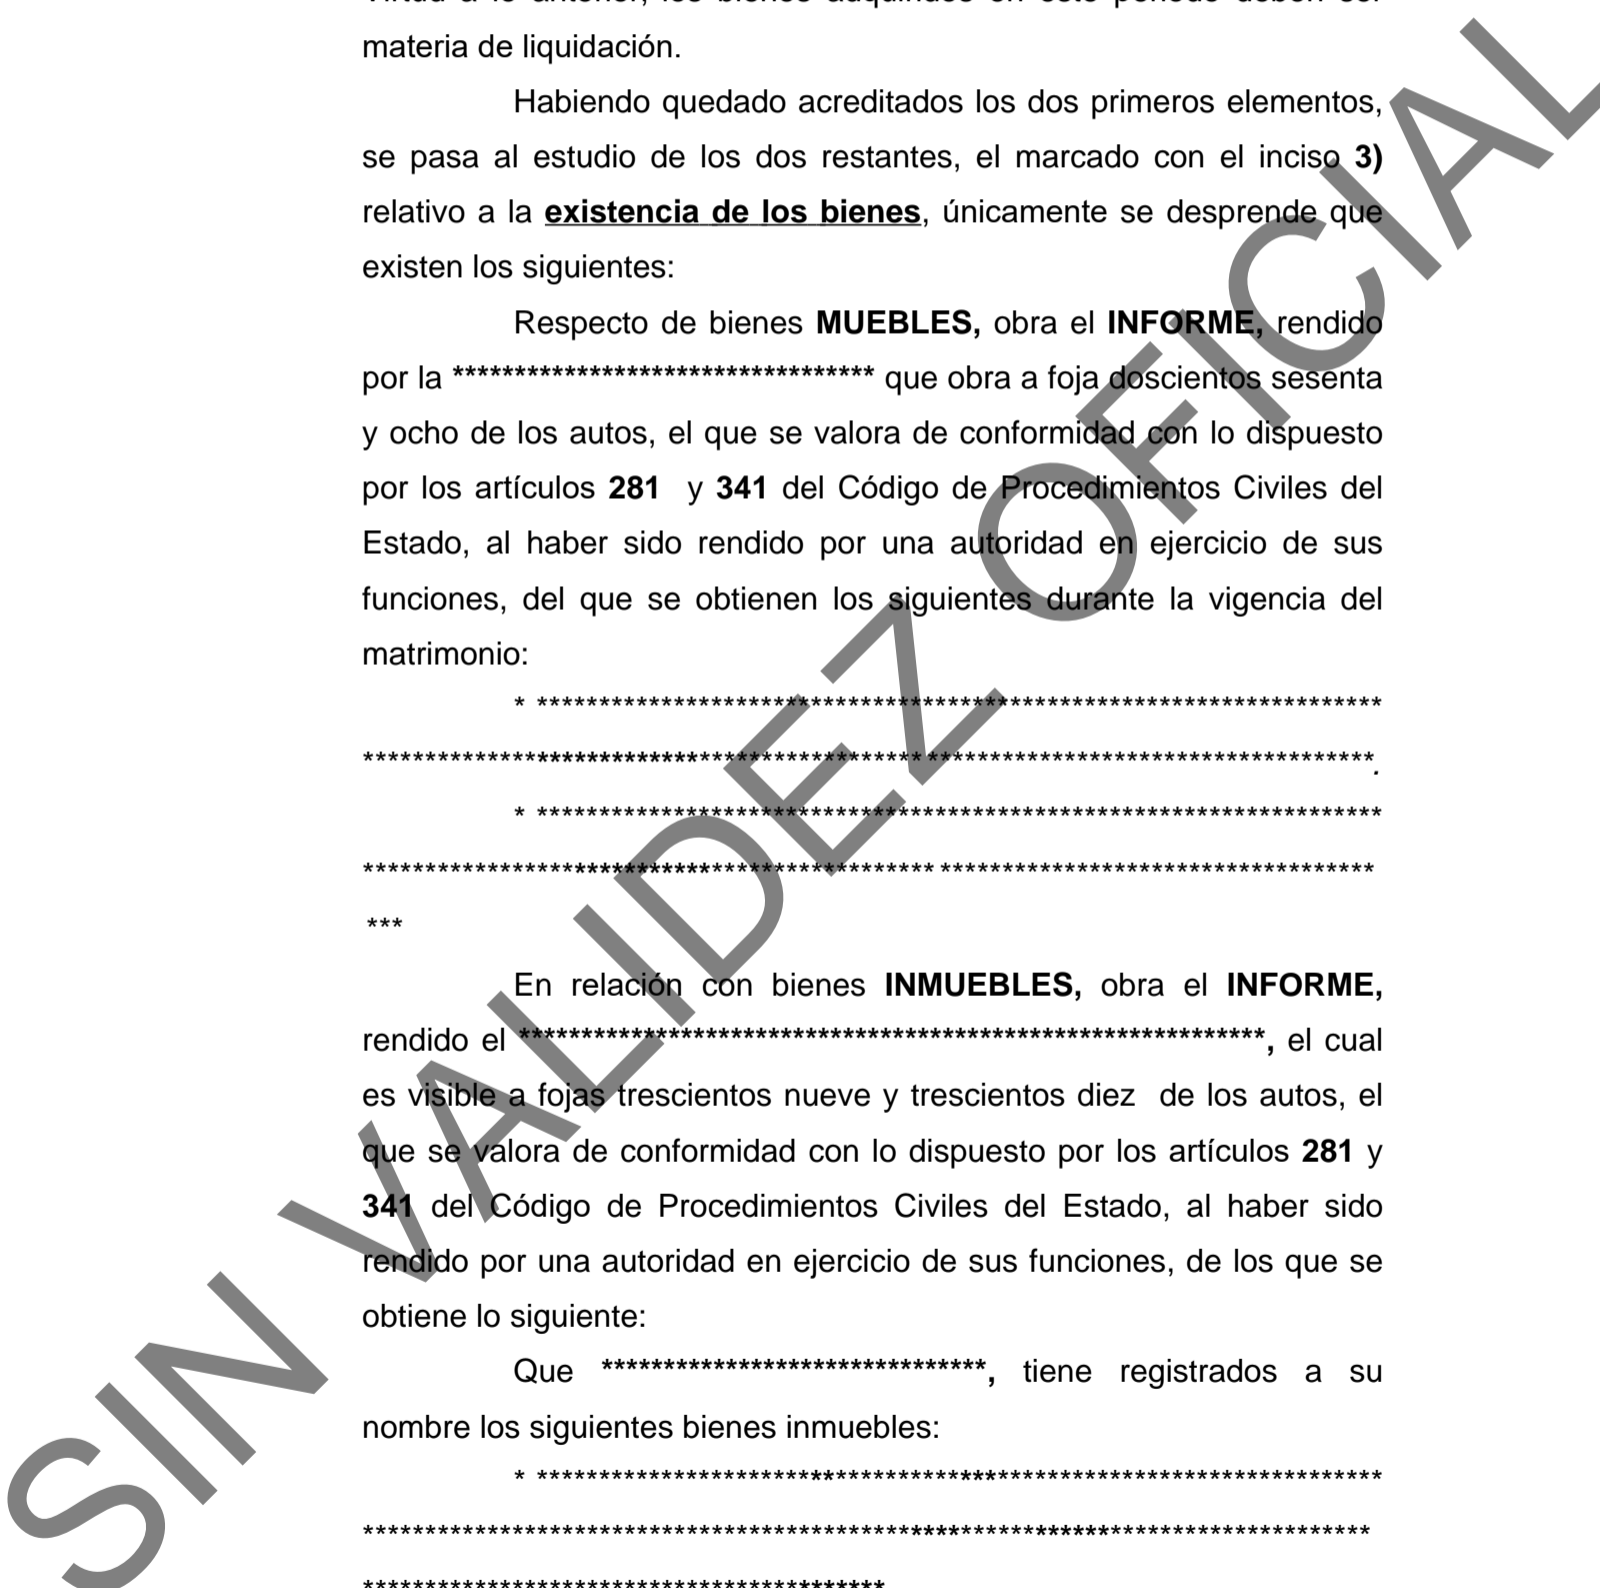 materia de liquidación.
Habiendo quedado acreditados los dos primeros elementos,
se pasa al estudio de los dos restantes, el marcado con el inciso 3)
relativo a la existencia de los bienes, únicamente se desprende que
existen los siguientes:
Respecto de bienes MUEBLES, obra el INFORME, rendido
por la ********************************** que obra a foja doscientos sesenta
y ocho de los autos, el que se valora de conformidad con lo dispuesto
por los artículos 281 y 341 del Código de Procedimientos Civiles del
Estado, al haber sido rendido por una autoridad en ejercicio de sus
funciones, del que se obtienen los siguientes durante la vigencia del
matrimonio:
* ********************************************************************
********************************************* ************************************.
* ********************************************************************
********************************************** ***********************************
***
En relación con bienes INMUEBLES, obra el INFORME,
rendido el ************************************************************, el cual
es visible a fojas trescientos nueve y trescientos diez de los autos, el
que se valora de conformidad con lo dispuesto por los artículos 281 y
341 del Código de Procedimientos Civiles del Estado, al haber sido
rendido por una autoridad en ejercicio de sus funciones, de los que se
obtiene lo siguiente:
Que *******************************, tiene registrados a su
nombre los siguientes bienes inmuebles:
* ********************************************************************
*********************************************************************************
******************************************
SIN VALIDEZ OFICIAL